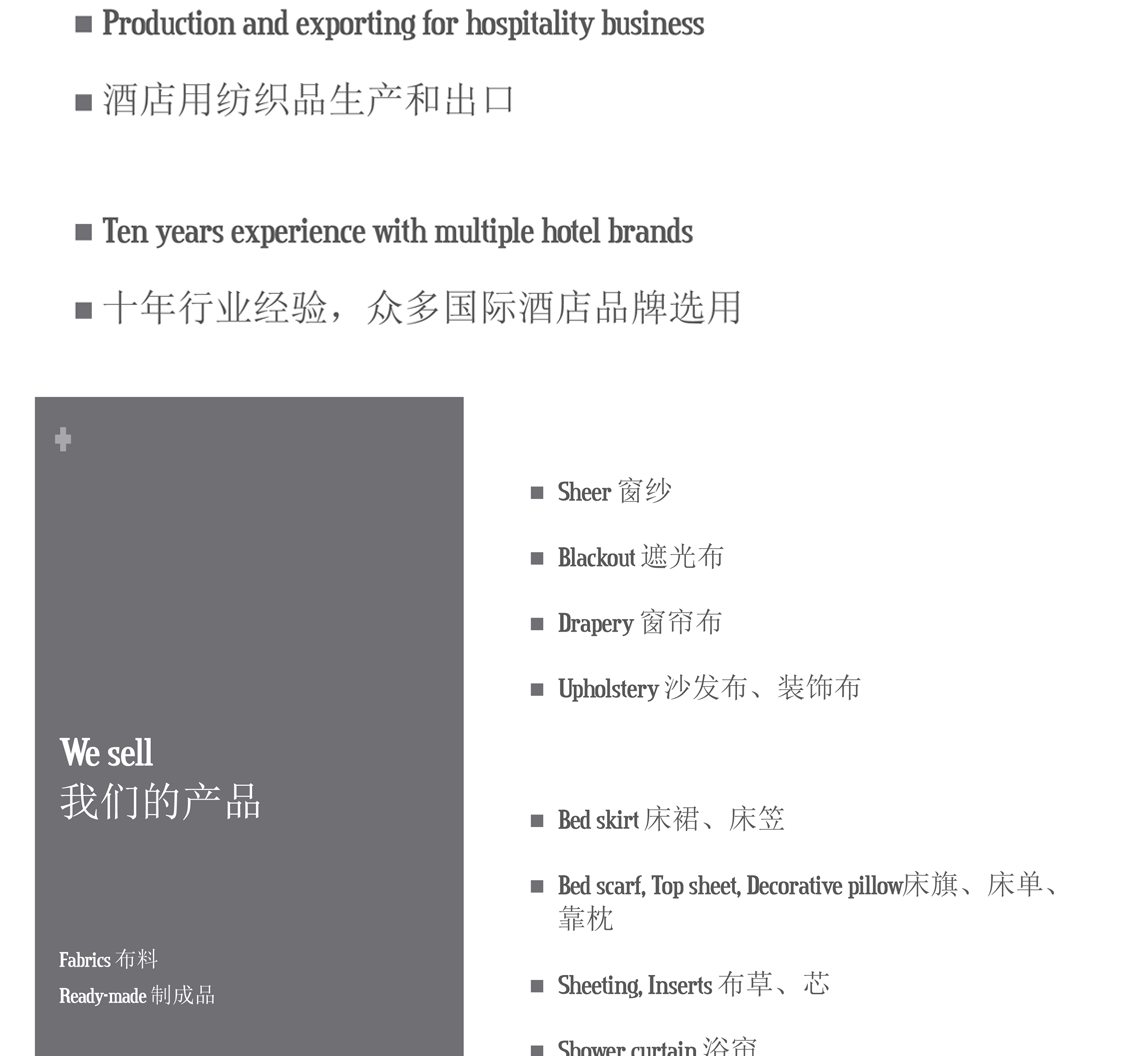 Production and exporting for hospitality business
酒店用纺织品生产和出口
Ten years experience with multiple hotel brands
十年行业经验，众多国际酒店品牌选用
We sell
我们的产品
Fabrics 布料
Ready-made 制成品
Sheer 窗纱
Blackout 遮光布
Drapery 窗帘布
Upholstery 沙发布、装饰布
Bed skirt 床裙、床笠
Bed scarf, Top sheet, Decorative pillow床旗、床单、
靠枕
Sheeting, Inserts 布草、芯
Shower curtain 浴帘